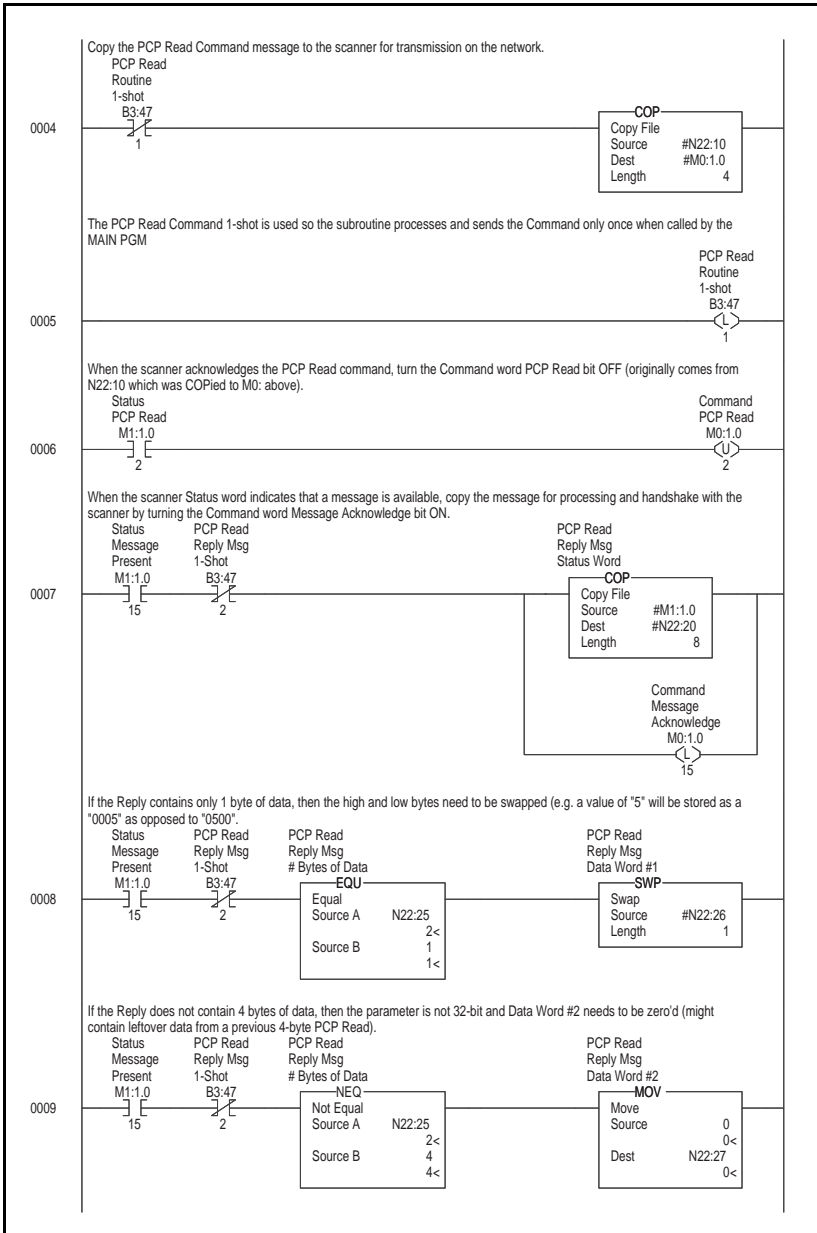 Copy the PCP Read Command message to the scanner for transmission on the network.
PCP Read
Routine
1-shot
B3:47
1
0004
COP
Copy File
Source #N22:10
Dest #M0:1.0
Length 4
The PCP Read Command 1-shot is used so the subroutine processes and sends the Command only once when called by the
MAIN PGM
PCP Read
Routine
1-shot
B3:47
0005
L
1
When the scanner acknowledges the PCP Read command, turn the Command word PCP Read bit OFF (originally comes from
N22:10 which was COPied to M0: above).
Status
PCP Read
M1:1.0
2
Command
PCP Read
M0:1.0
0006
U
2
When the scanner Status word indicates that a message is available, copy the message for processing and handshake with the
scanner by turning the Command word Message Acknowledge bit ON.
Status
Message
Present
M1:1.0
15
PCP Read
Reply Msg
1-Shot
B3:47
2
0007
PCP Read
Reply Msg
Status Word
COP
Copy File
Source #M1:1.0
Dest #N22:20
Length 8
Command
Message
Acknowledge
M0:1.0
L
15
If the Reply contains only 1 byte of data, then the high and low bytes need to be swapped (e.g. a value of "5" will be stored as a
"0005" as opposed to "0500".
Status
Message
Present
M1:1.0
15
PCP Read
Reply Msg
1-Shot
B3:47
2
0008
PCP Read
Reply Msg
# Bytes of Data
EQU
Equal
Source A N22:25
2<
Source B 1
1<
PCP Read
Reply Msg
Data Word #1
SWP
Swap
Source #N22:26
Length 1
If the Reply does not contain 4 bytes of data, then the parameter is not 32-bit and Data Word #2 needs to be zero'd (might
contain leftover data from a previous 4-byte PCP Read).
Status
Message
Present
M1:1.0
15
PCP Read
Reply Msg
1-Shot
B3:47
2
0009
PCP Read
Reply Msg
# Bytes of Data
NEQ
Not Equal
Source A N22:25
2<
Source B 4
4<
PCP Read
Reply Msg
Data Word #2
MOV
Move
Source 0
0<
Dest N22:27
0<